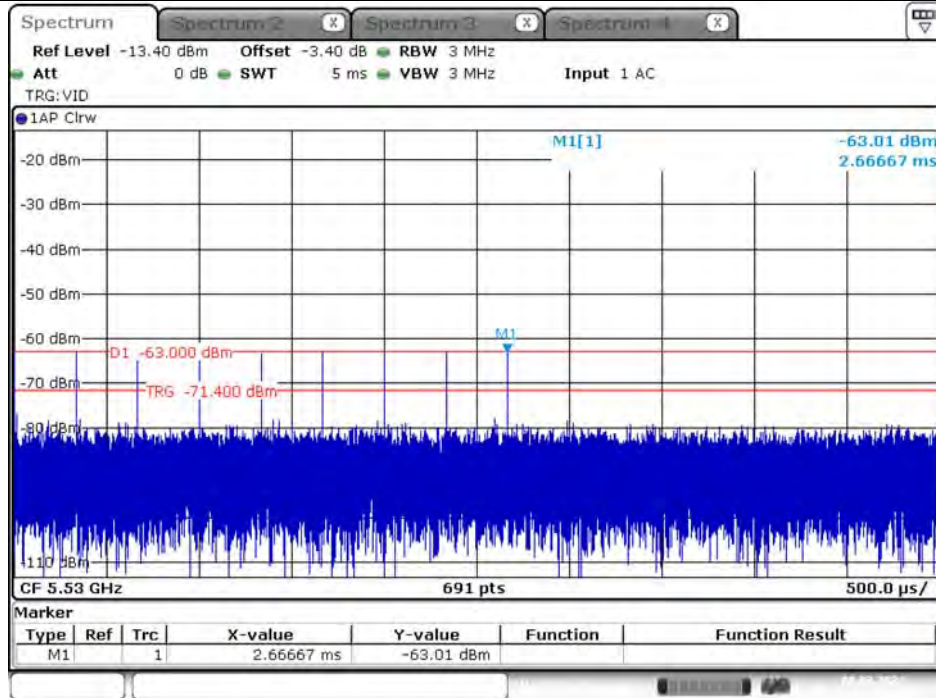 Spectrum Spectrum 2 X Spectrum 3 X Spectrum 4 X
Ref Level -13.40 dBm Offset -3.40 dB RBW 3 MHz
Att 0 dB SWT 5 ms VBW 3 MHz Input 1 AC
TRG:VID
1AP Clrw
M1[1] -63.01 dBm
2.66667 ms
-20 dBm
-30 dBm
-40 dBm
-50 dBm
-60 dBm
M1
D1 -63.000 dBm
-70 dBm
TRG -71.400 dBm
-80 dBm
-110 dBm
CF 5.53 GHz 691 pts 500.0 µs/
Marker
Type Ref Trc X-value Y-value Function Function Result
M1 1 2.66667 ms -63.01 dBm